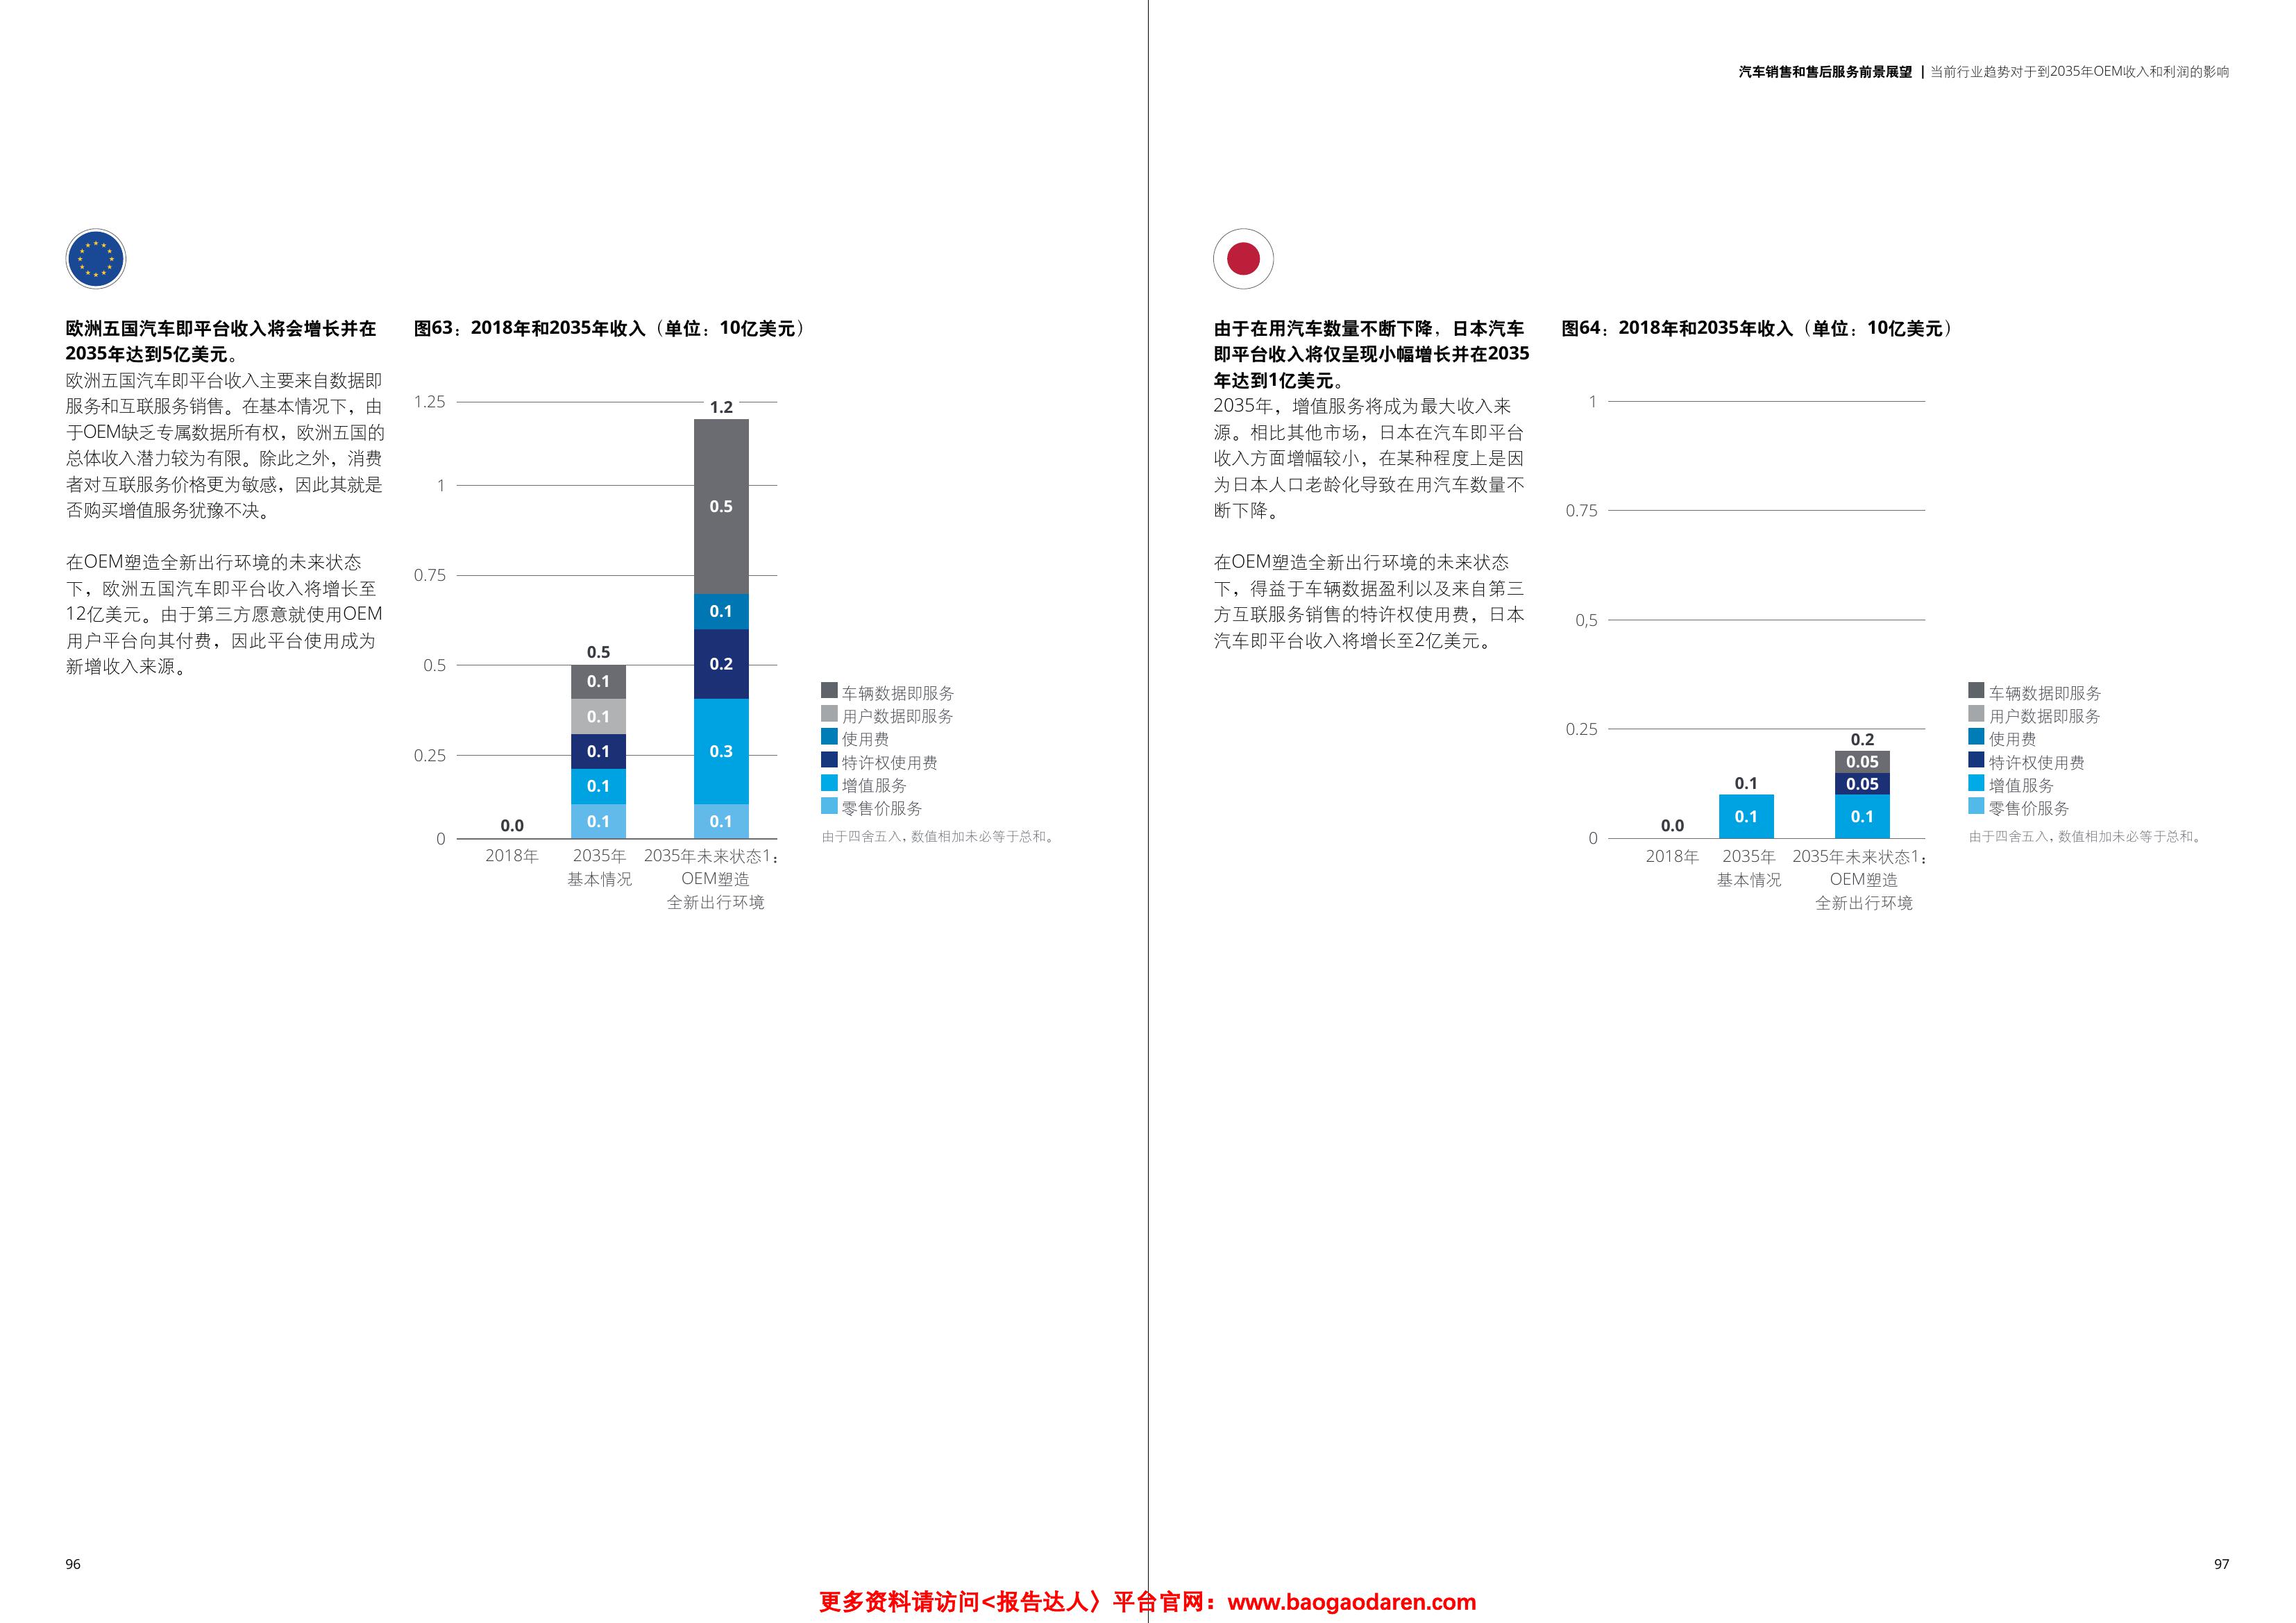 汽车销售和售后服务前景展望 | 当前行业趋势对于到2035年OEM收入和利润的影响
欧洲五国汽车即平台收入将会增长并在
2035年达到5亿美元。
欧洲五国汽车即平台收入主要来自数据即
服务和互联服务销售。在基本情况下，由
于OEM缺乏专属数据所有权，欧洲五国的
总体收入潜力较为有限。除此之外，消费
者对互联服务价格更为敏感，因此其就是
否购买增值服务犹豫不决。
在OEM塑造全新出行环境的未来状态
下，欧洲五国汽车即平台收入将增长至
12亿美元。由于第三方愿意就使用OEM
用户平台向其付费，因此平台使用成为
新增收入来源。
图63：2018年和2035年收入（单位：10亿美元）
1.25
1
0.75
0.5
0.25
0
0.0
0.5
0.1
0.1
0.1
0.1
0.1
1.2
0.5
0.1
0.2
0.3
0.1
2018年
2035年
基本情况
2035年未来状态1：
OEM塑造
全新出行环境
车辆数据即服务
用户数据即服务
使用费
特许权使用费
增值服务
零售价服务
由于四舍五入，数值相加未必等于总和。
由于在用汽车数量不断下降，日本汽车
即平台收入将仅呈现小幅增长并在2035
年达到1亿美元。
2035年，增值服务将成为最大收入来
源。相比其他市场，日本在汽车即平台
收入方面增幅较小，在某种程度上是因
为日本人口老龄化导致在用汽车数量不
断下降。
在OEM塑造全新出行环境的未来状态
下，得益于车辆数据盈利以及来自第三
方互联服务销售的特许权使用费，日本
汽车即平台收入将增长至2亿美元。
图64：2018年和2035年收入（单位：10亿美元）
1
0.75
0,5
0.25
0
0.0
0.1
0.1
0.2
0.05
0.05
0.1
2018年
2035年
基本情况
2035年未来状态1：
OEM塑造
全新出行环境
车辆数据即服务
用户数据即服务
使用费
特许权使用费
增值服务
零售价服务
由于四舍五入，数值相加未必等于总和。
96
97
更多资料请访问<报告达人〉平台官网：www.baogaodaren.com